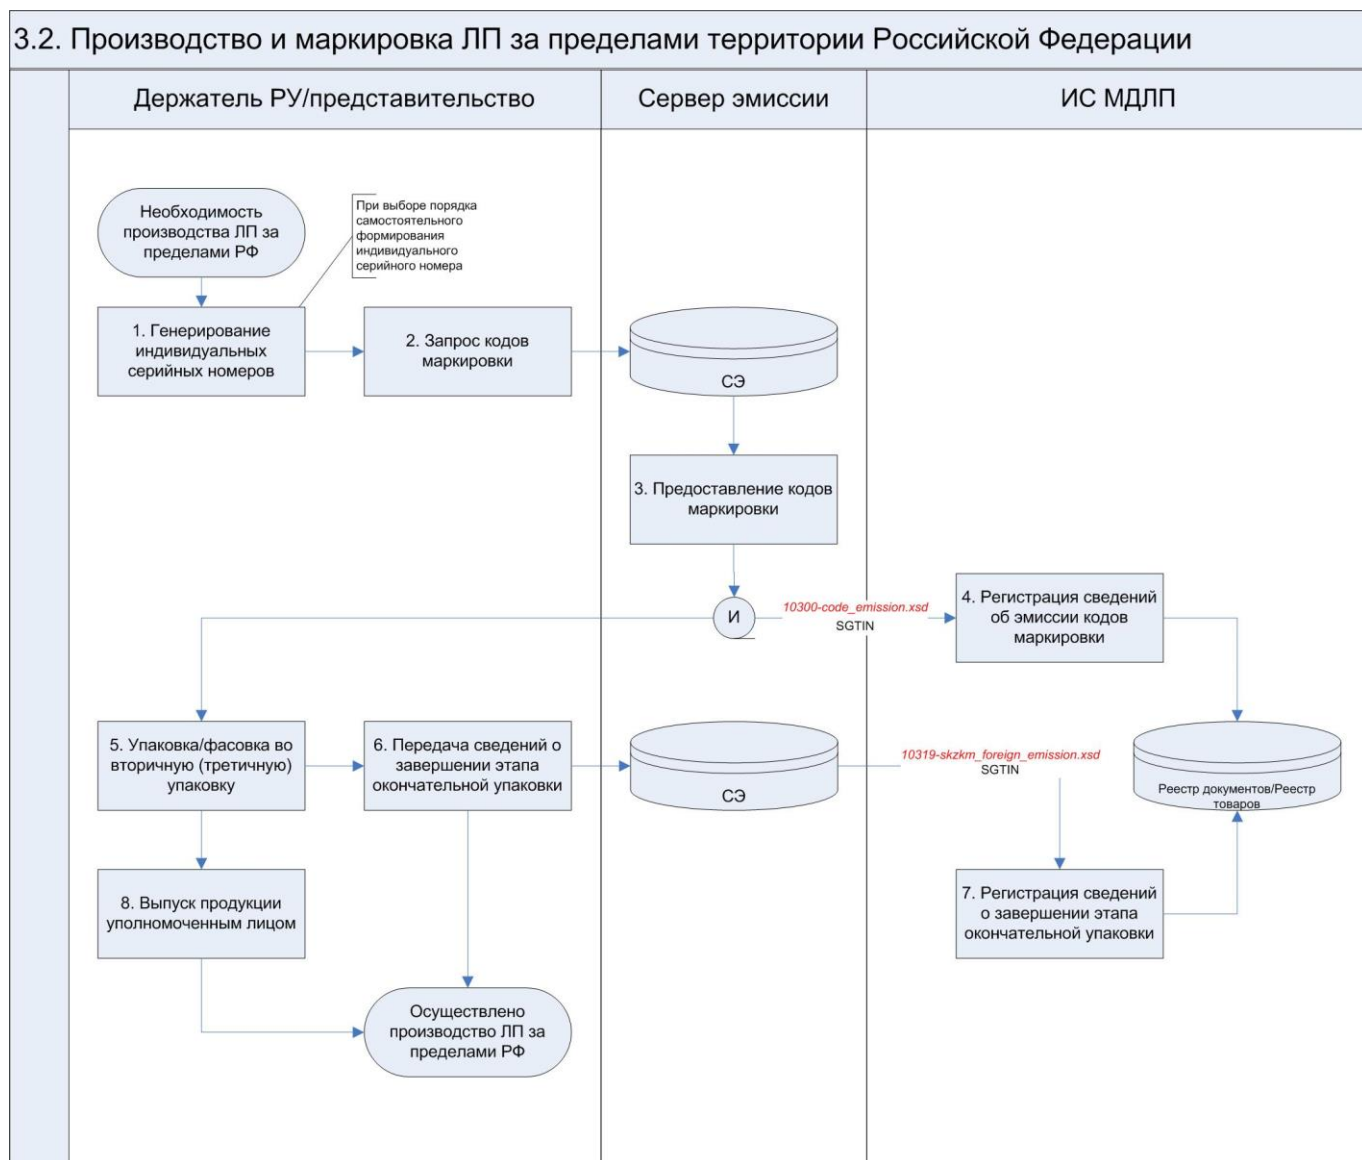 3.2. Производство и маркировка ЛП за пределами территории Российской Федерации
Держатель РУ/представительство
Сервер эмиссии
ИС МДЛП
Необходимость
производства ЛП за
пределами РФ
При выборе порядка
самостоятельного
формирования
индивидуального
серийного номера
1. Генерирование
индивидуальных
серийных номеров
2. Запрос кодов
маркировки
СЭ
3. Предоставление кодов
маркировки
И
10300-code_emission.xsd
SGTIN
4. Регистрация сведений
об эмиссии кодов
маркировки
5. Упаковка/фасовка во
вторичную (третичную)
упаковку
6. Передача сведений о
завершении этапа
окончательной упаковки
СЭ
10319-skzkm_foreign_emission.xsd
SGTIN
Реестр документов/Реестр
товаров
8. Выпуск продукции
уполномоченным лицом
7. Регистрация сведений
о завершении этапа
окончательной упаковки
Осуществлено
производство ЛП за
пределами РФ